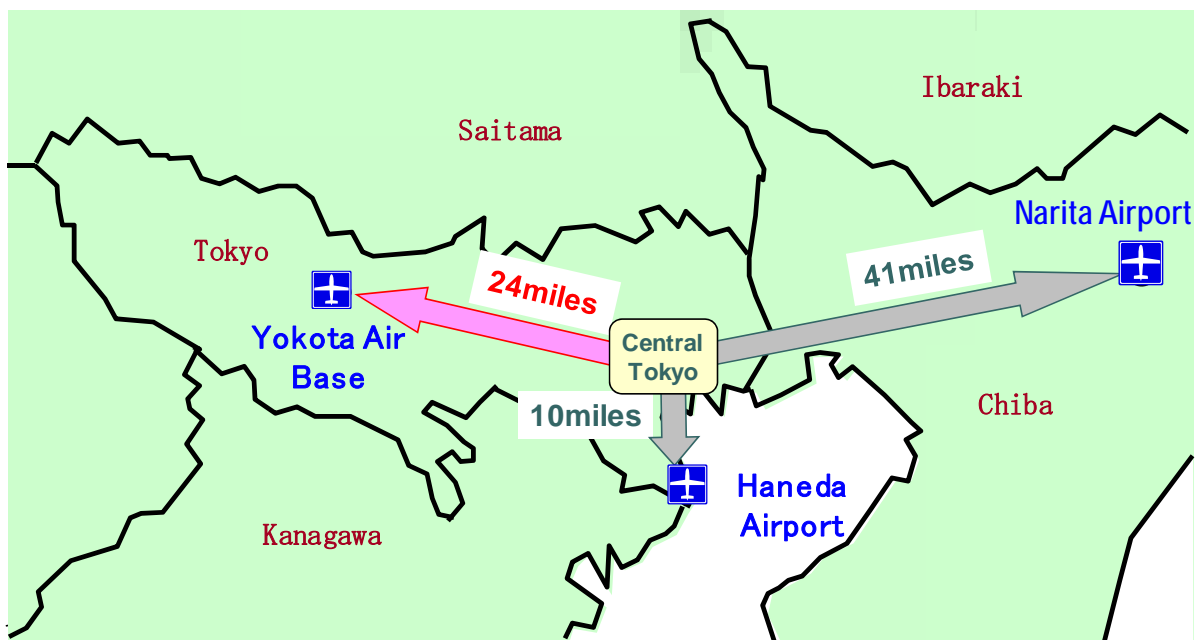 Ibaraki
Saitama
Narita Airport
Tokyo
41miles
24miles
Yokota Air
Base
Central
Tokyo
10miles
Chiba
Haneda
Airport
Kanagawa